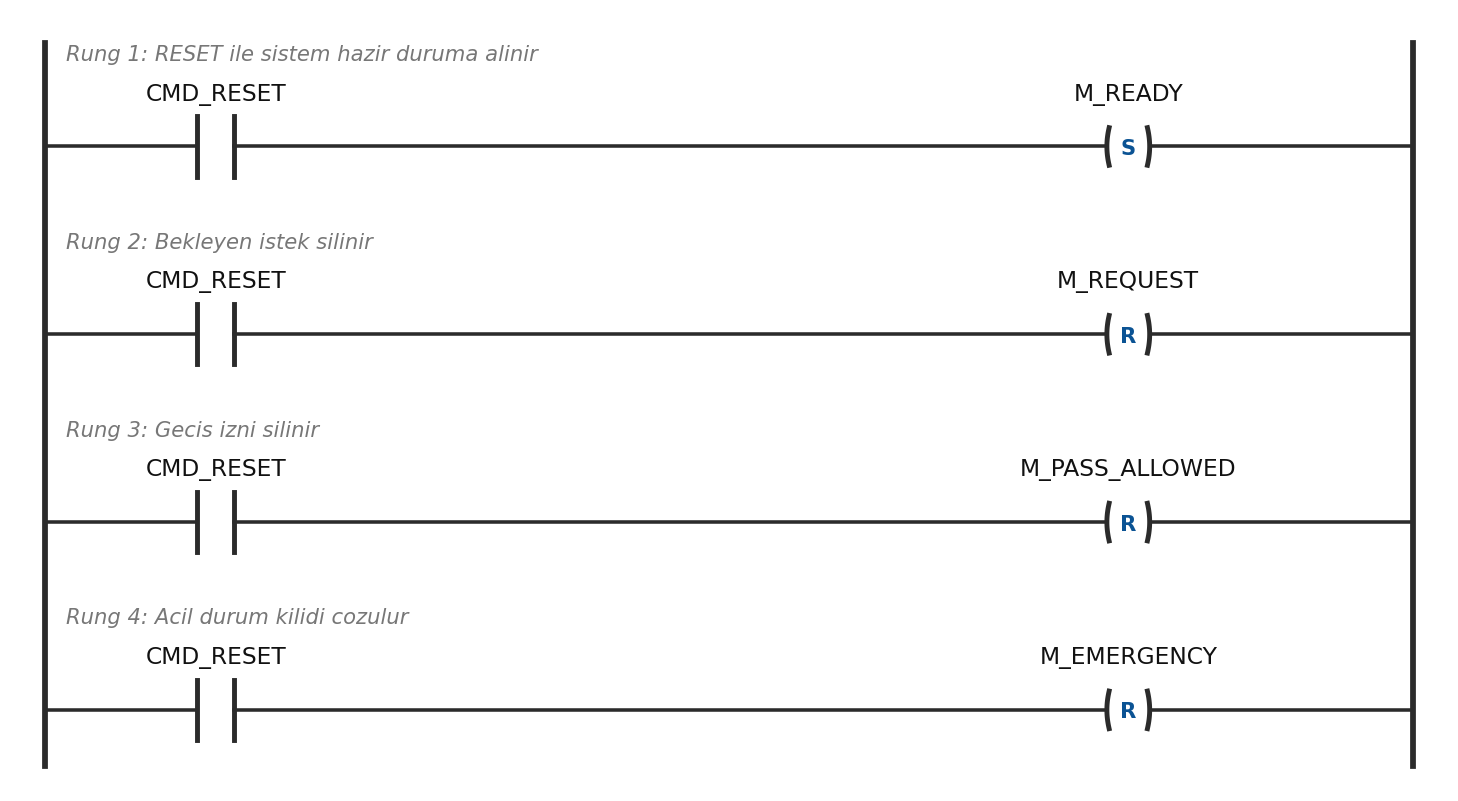 Rung 1: RESET ile sistem hazir duruma alinir
CMD_RESET M_READY
S
Rung 2: Bekleyen istek silinir
CMD_RESET M_REQUEST
R
Rung 3: Gecis izni silinir
CMD_RESET M_PASS_ALLOWED
R
Rung 4: Acil durum kilidi cozulur
CMD_RESET M_EMERGENCY
R